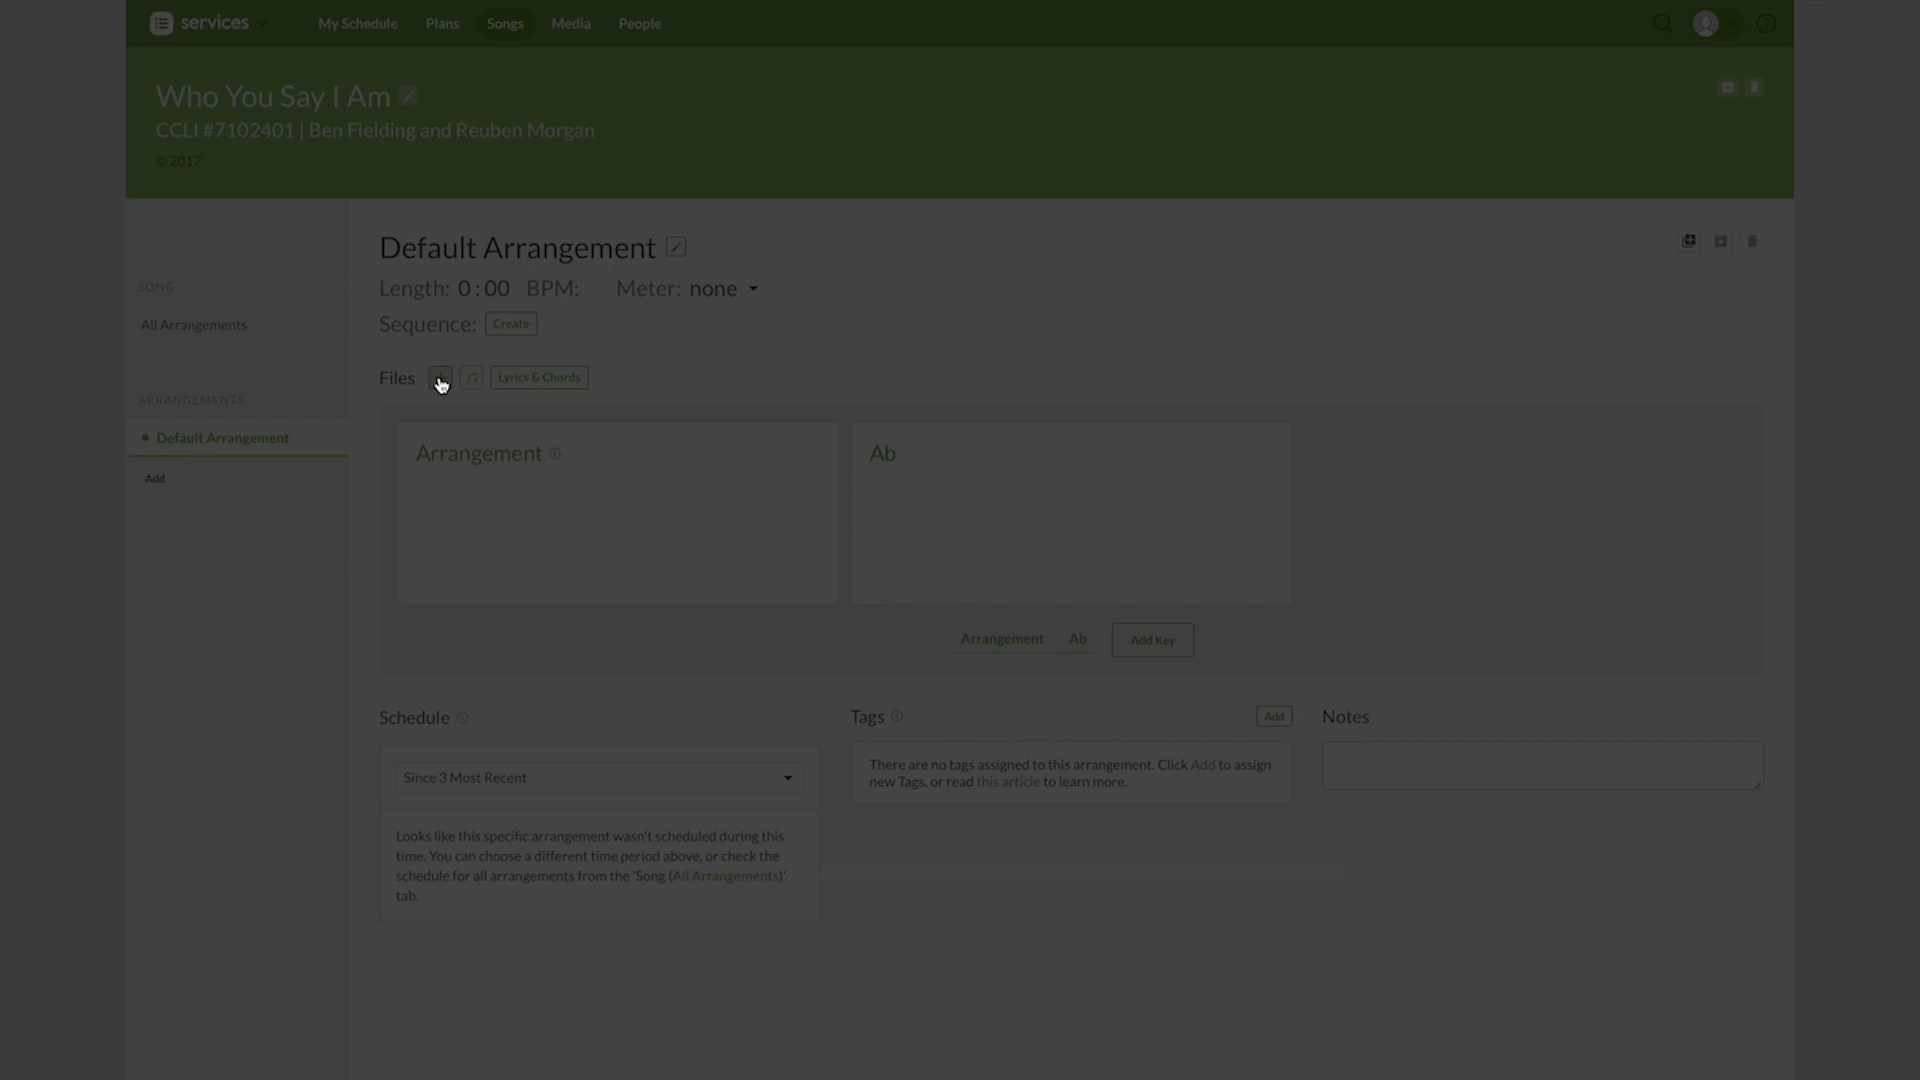 services My Schedule Plans Songs Media People
Who You Say I Am
CCLI #7102401 | Ben Fielding and Reuben Morgan
© 2017
Default Arrangement
Length: 0:00 BPM: Meter: none
Sequence: Create
Files Lyrics & Chords
SONG
All Arrangements
ARRANGEMENTS
Default Arrangement
Add
Arrangement
Ab
Arrangement Ab Add Key
Schedule
Since 3 Most Recent
Looks like this specific arrangement wasn't scheduled during this
time. You can choose a different time period above, or check the
schedule for all arrangements from the 'Song (All Arrangements)'
tab.
Tags Add
There are no tags assigned to this arrangement. Click Add to assign
new Tags, or read this article to learn more.
Notes